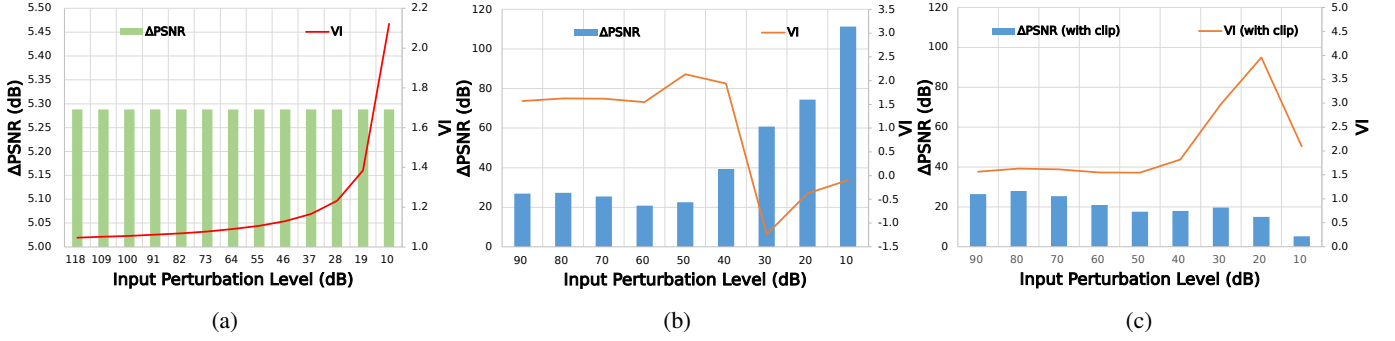 5.50
5.45
5.40
5.35
5.30
5.25
5.20
5.15
5.10
5.05
5.00
ΔPSNR (dB)
ΔPSNR
VI
2.2
2.0
1.8
1.6
1.4
1.2
1.0
VI
118 109 100 91 82 73 64 55 46 37 28 19 10
Input Perturbation Level (dB)
(a)
120
100
80
60
40
20
0
ΔPSNR (dB)
ΔPSNR
VI
3.5
3.0
2.5
2.0
1.5
1.0
0.5
0.0
-0.5
-1.0
-1.5
VI
90 80 70 60 50 40 30 20 10
Input Perturbation Level (dB)
(b)
120
100
80
60
40
20
0
ΔPSNR (dB)
ΔPSNR (with clip)
VI (with clip)
5.0
4.5
4.0
3.5
3.0
2.5
2.0
1.5
1.0
0.5
0.0
VI
90 80 70 60 50 40 30 20 10
Input Perturbation Level (dB)
(c)